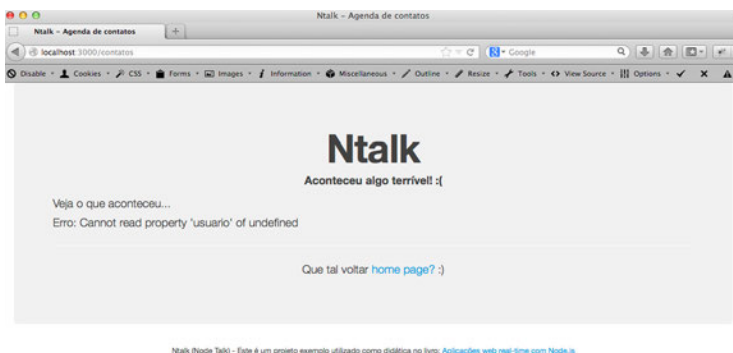 Ntalk – Agenda de contatos
Ntalk – Agenda de contatos
localhost:3000/contatos
Google
Disable Cookies CSS Forms Images Information Miscellaneous Outline Resize Tools View Source Options
Ntalk
Aconteceu algo terrível! :(
Veja o que aconteceu...
Erro: Cannot read property 'usuario' of undefined
Que tal voltar home page? :)
Ntalk (Node Talk) - Este é um projeto exemplo utilizado como didática no livro: Aplicações web real-time com Node.js